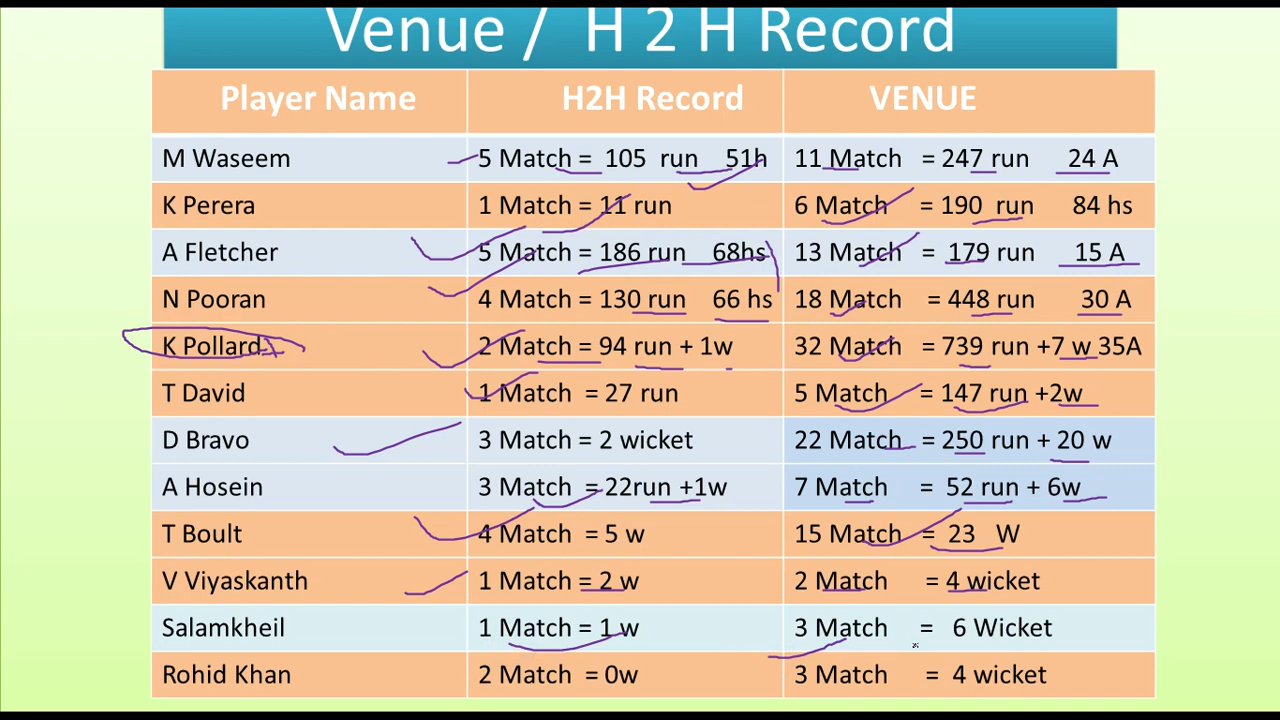 Venue / H 2 H Record
Player Name H2H Record VENUE
M Waseem 5 Match = 105 run 51h 11 Match = 247 run 24 A
K Perera 1 Match = 11 run 6 Match = 190 run 84 hs
A Fletcher 5 Match = 186 run 68hs 13 Match = 179 run 15 A
N Pooran 4 Match = 130 run 66 hs 18 Match = 448 run 30 A
K Pollard 2 Match = 94 run + 1w 32 Match = 739 run +7 w 35A
T David 1 Match = 27 run 5 Match = 147 run +2w
D Bravo 3 Match = 2 wicket 22 Match = 250 run + 20 w
A Hosein 3 Match = 22run +1w 7 Match = 52 run + 6w
T Boult 4 Match = 5 w 15 Match = 23 W
V Viyaskanth 1 Match = 2 w 2 Match = 4 wicket
Salamkheil 1 Match = 1 w 3 Match = 6 Wicket
Rohid Khan 2 Match = 0w 3 Match = 4 wicket